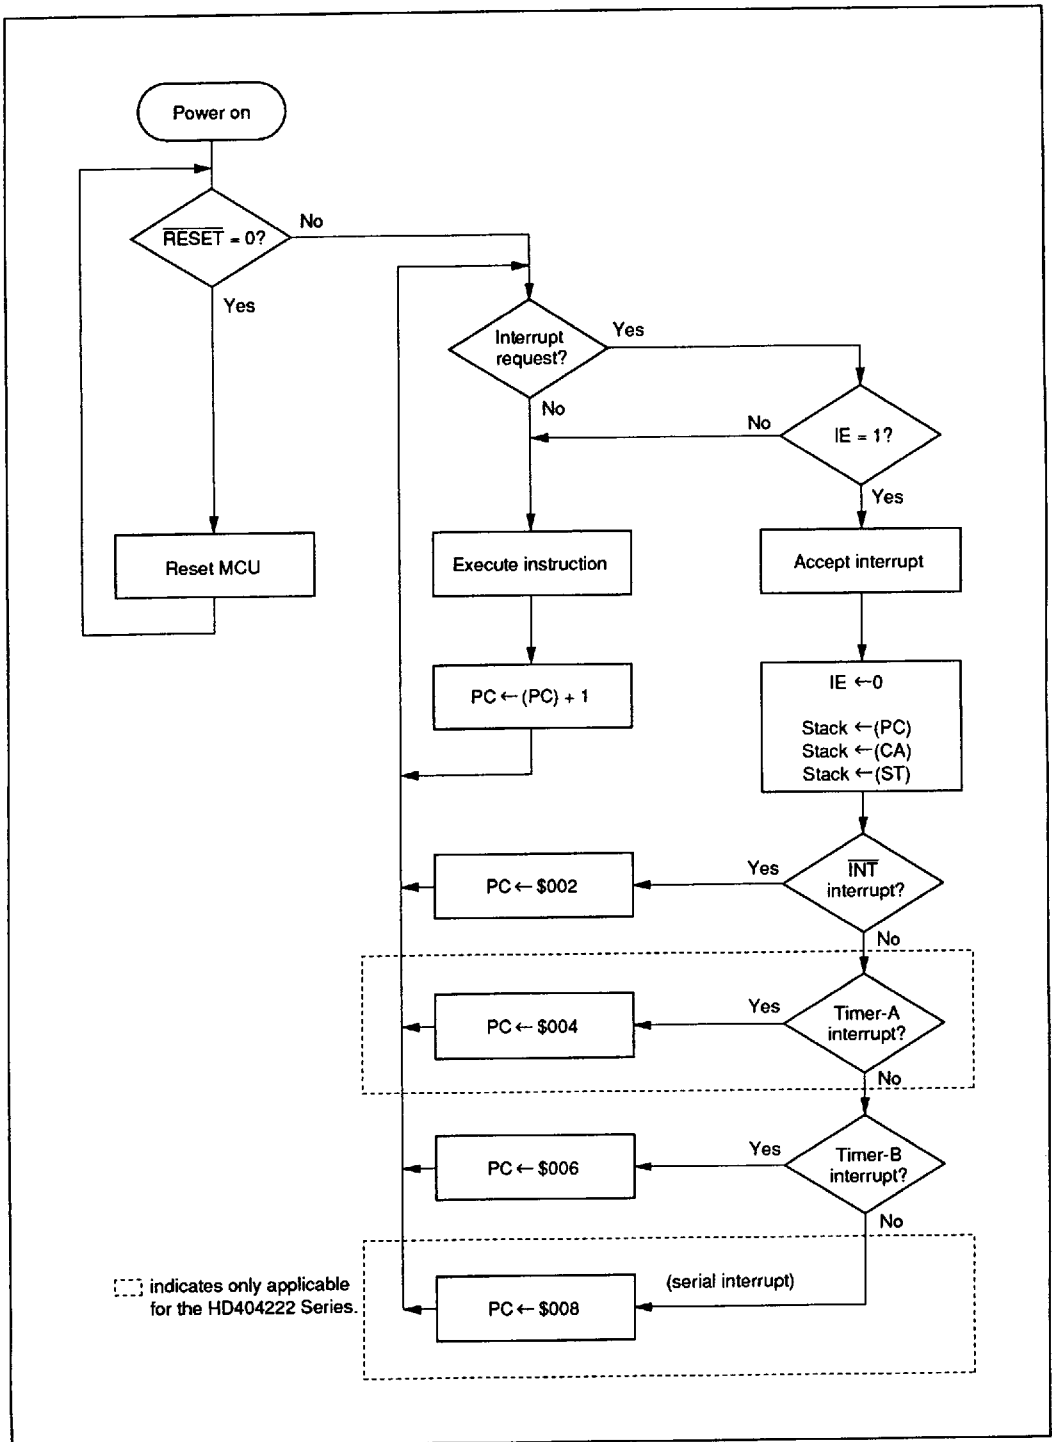 Power on
RESET = 0?
No
Yes
Interrupt
request?
Yes
No
No
IE = 1?
Yes
Reset MCU
Execute instruction
Accept interrupt
PC ← (PC) + 1
IE ←0
Stack ←(PC)
Stack ←(CA)
Stack ←(ST)
PC ← $002
Yes
INT
interrupt?
No
PC ← $004
Yes
Timer-A
interrupt?
No
PC ← $006
Yes
Timer-B
interrupt?
No
(serial interrupt)
PC ← $008
indicates only applicable
for the HD404222 Series.